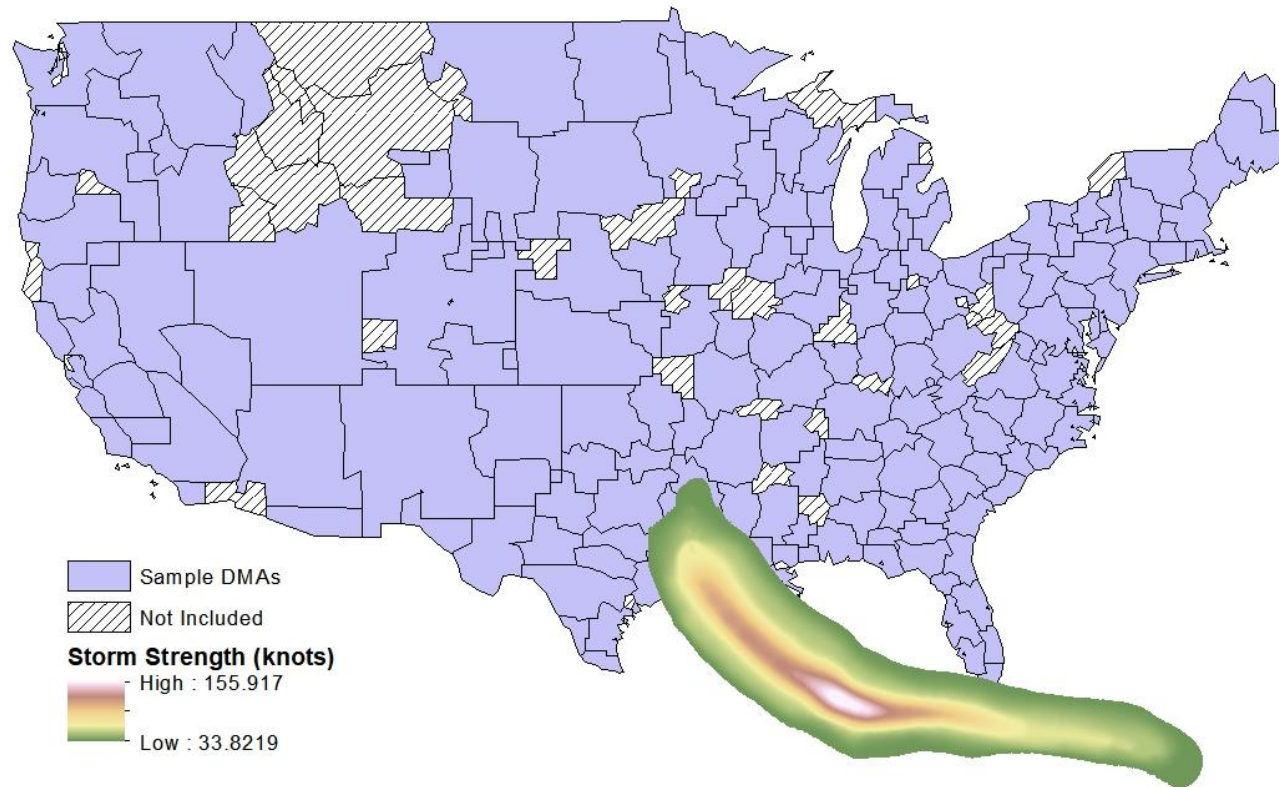 Sample DMAs
Not Included
Storm Strength (knots)
High : 155.917
Low : 33.8219